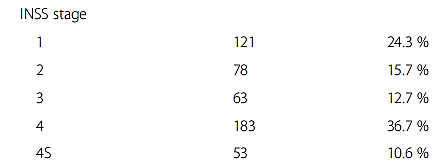 INSS stage
1 121 24.3 %
2 78 15.7 %
3 63 12.7 %
4 183 36.7 %
4S 53 10.6 %